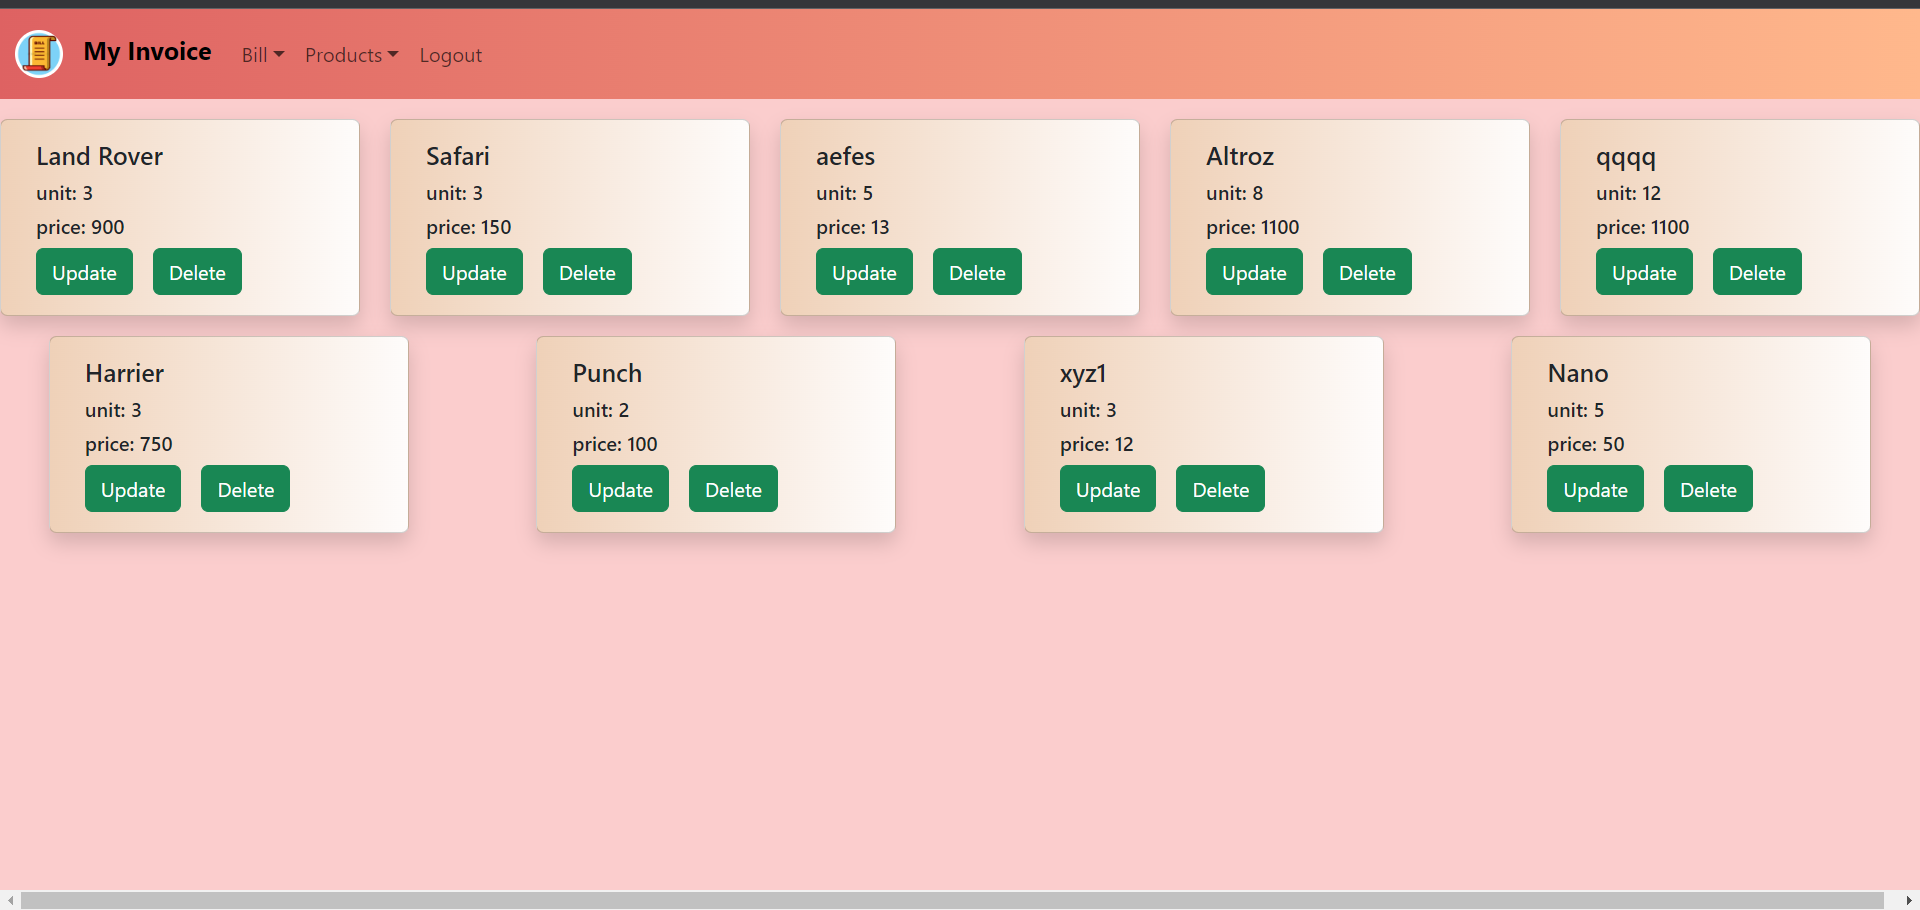 My Invoice Bill Products Logout
Land Rover
unit: 3
price: 900
Update Delete
Safari
unit: 3
price: 150
Update Delete
aefes
unit: 5
price: 13
Update Delete
Altroz
unit: 8
price: 1100
Update Delete
qqqq
unit: 12
price: 1100
Update Delete
Harrier
unit: 3
price: 750
Update Delete
Punch
unit: 2
price: 100
Update Delete
xyz1
unit: 3
price: 12
Update Delete
Nano
unit: 5
price: 50
Update Delete